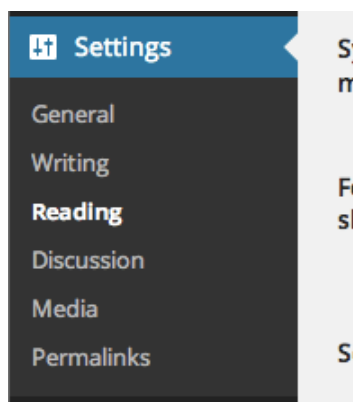 Settings
General
Writing
Reading
Discussion
Media
Permalinks